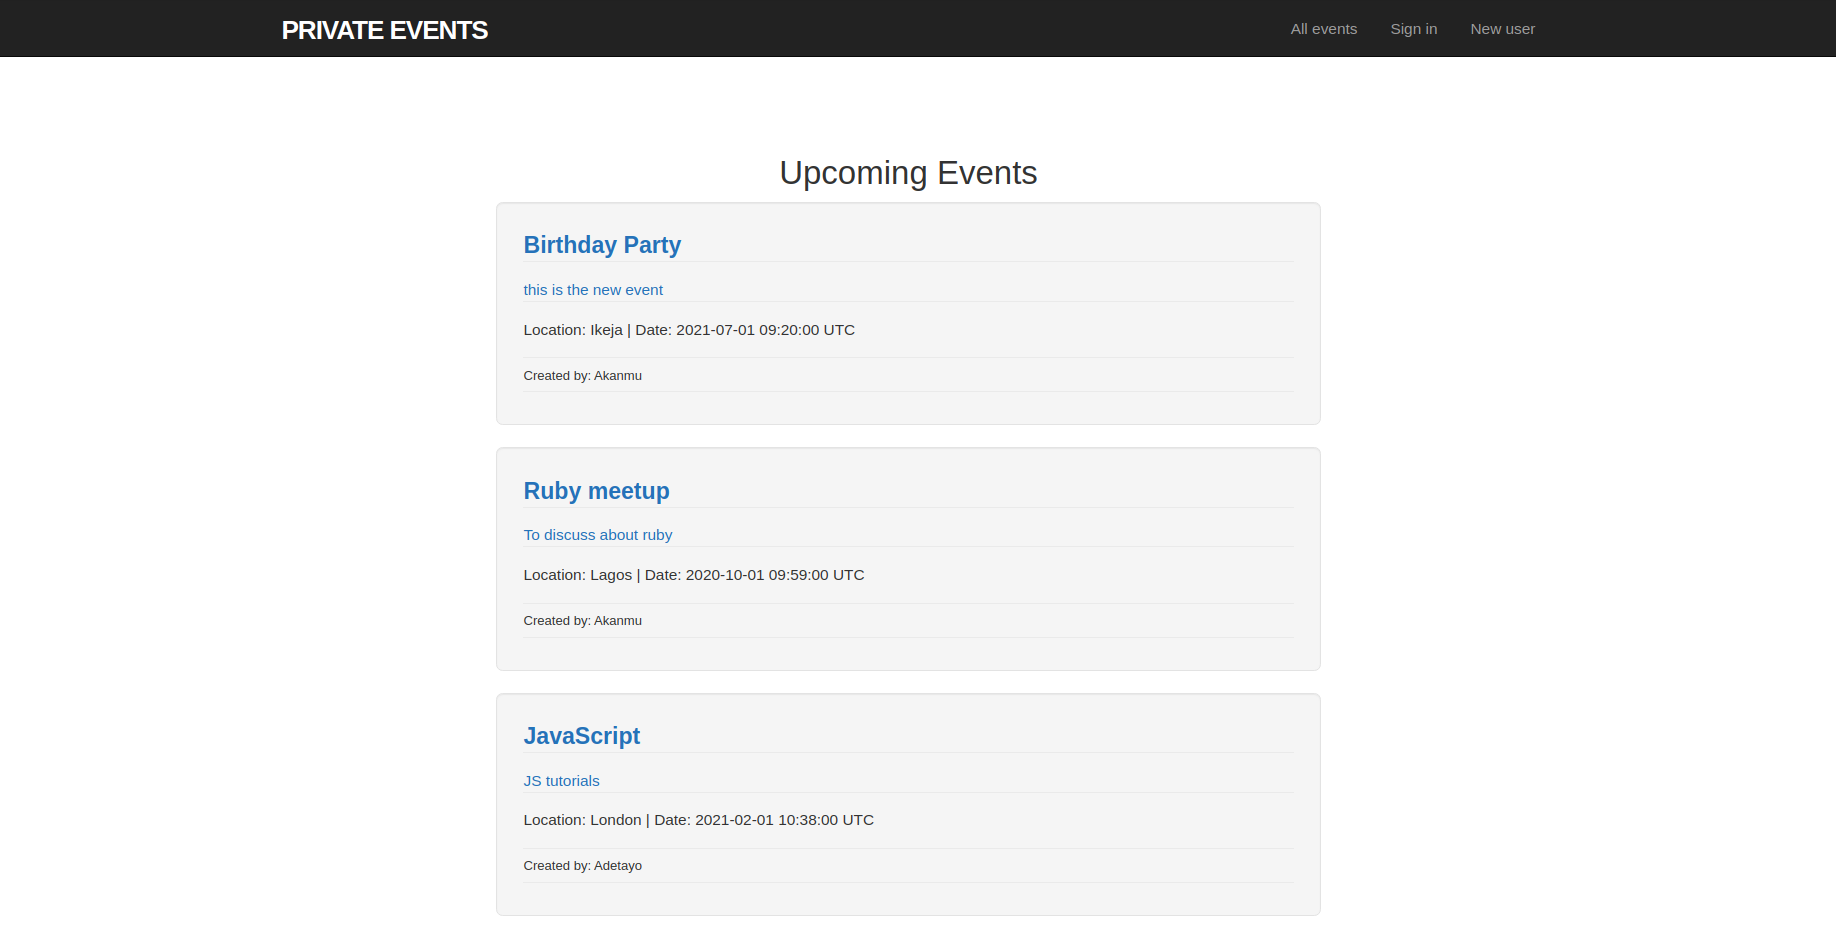 PRIVATE EVENTS
All events
Sign in
New user
Upcoming Events
Birthday Party
this is the new event
Location: Ikeja | Date: 2021-07-01 09:20:00 UTC
Created by: Akanmu
Ruby meetup
To discuss about ruby
Location: Lagos | Date: 2020-10-01 09:59:00 UTC
Created by: Akanmu
JavaScript
JS tutorials
Location: London | Date: 2021-02-01 10:38:00 UTC
Created by: Adetayo